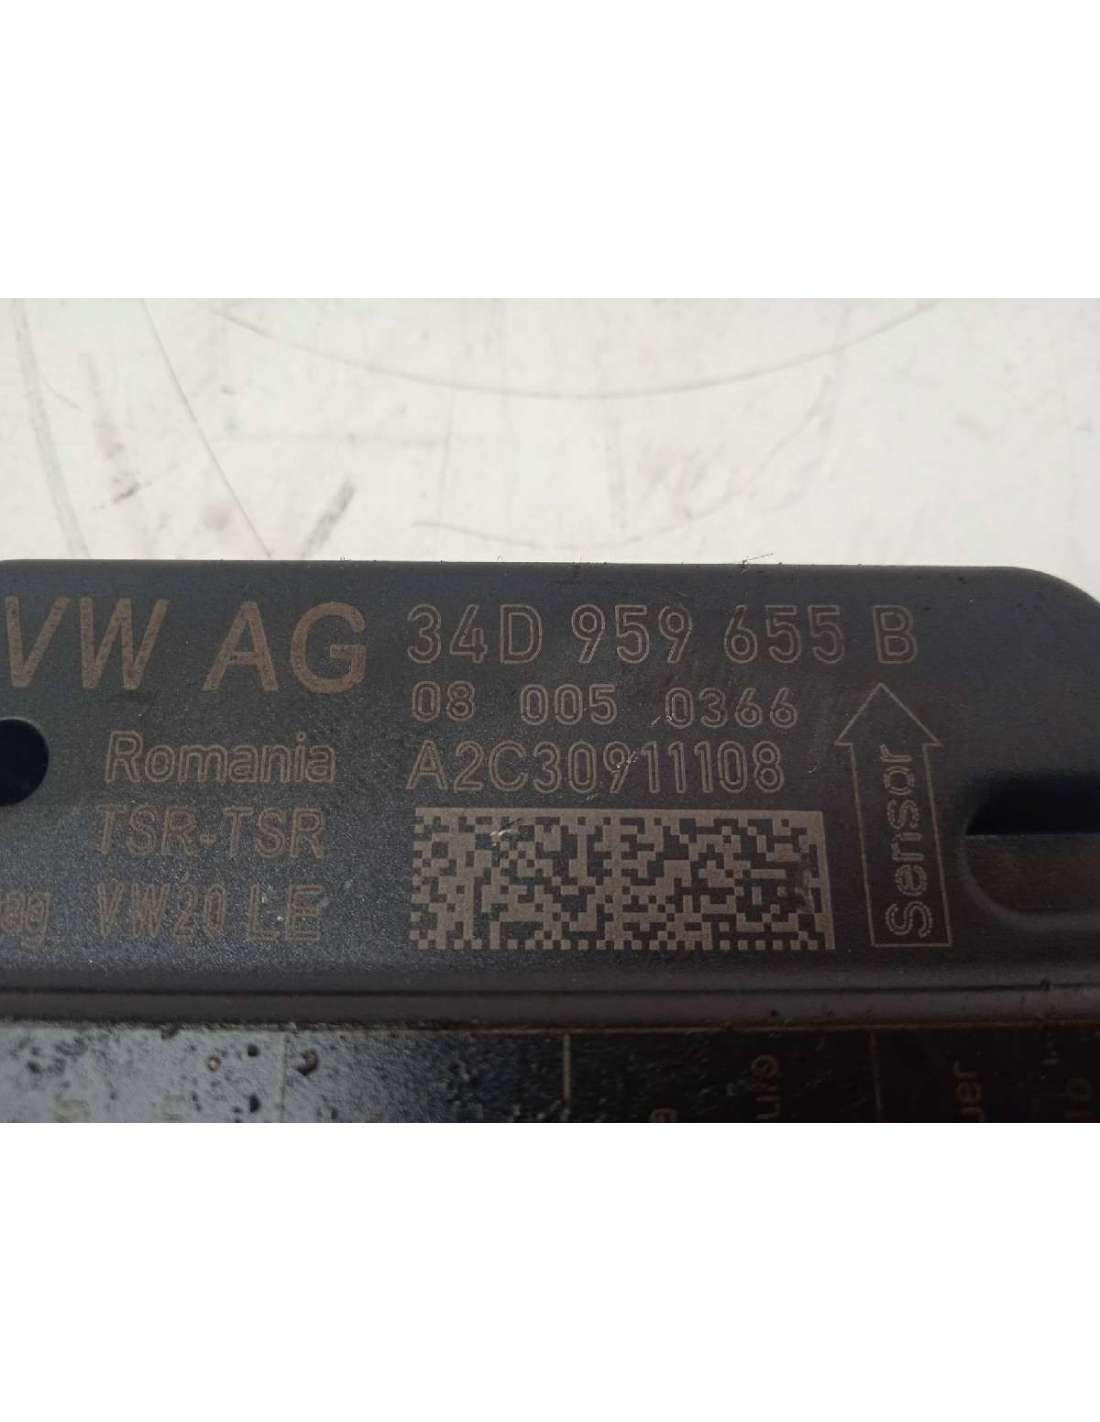 VW AG 34D 959 655 B
08 005 0366
Romania A2C30911108
TSR-TSR
VW20 LE
Sensor